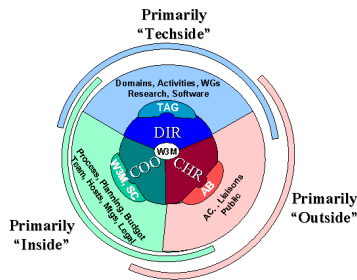 Primarily
“Techside”
Domains, Activities, WGs
Research, Software
TAG
DIR
W3M
COO
CHR
W3M, SC
AB
Process, Planning, Budget
Team, Hosts, Mtgs, Legal
AC, Liaisons
Public
Primarily
“Inside”
Primarily
“Outside”